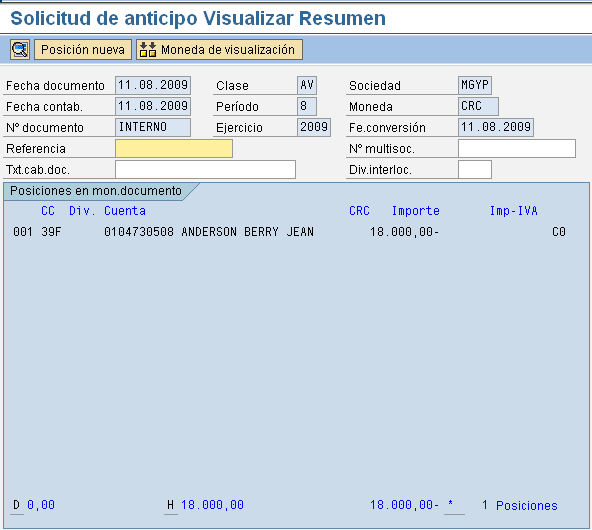 Solicitud de anticipo Visualizar Resumen
Posición nueva Moneda de visualización
Fecha documento 11.08.2009 Clase AV Sociedad MGYP
Fecha contab. 11.08.2009 Período 8 Moneda CRC
Nº documento INTERNO Ejercicio 2009 Fe.conversión 11.08.2009
Referencia Nº multisoc.
Txt.cab.doc. Div.interloc.
Posiciones en mon.documento
CC Div. Cuenta CRC Importe Imp-IVA
001 39F 0104730508 ANDERSON BERRY JEAN 18.000,00- C0
D 0,00 H 18.000,00 18.000,00- * 1 Posiciones